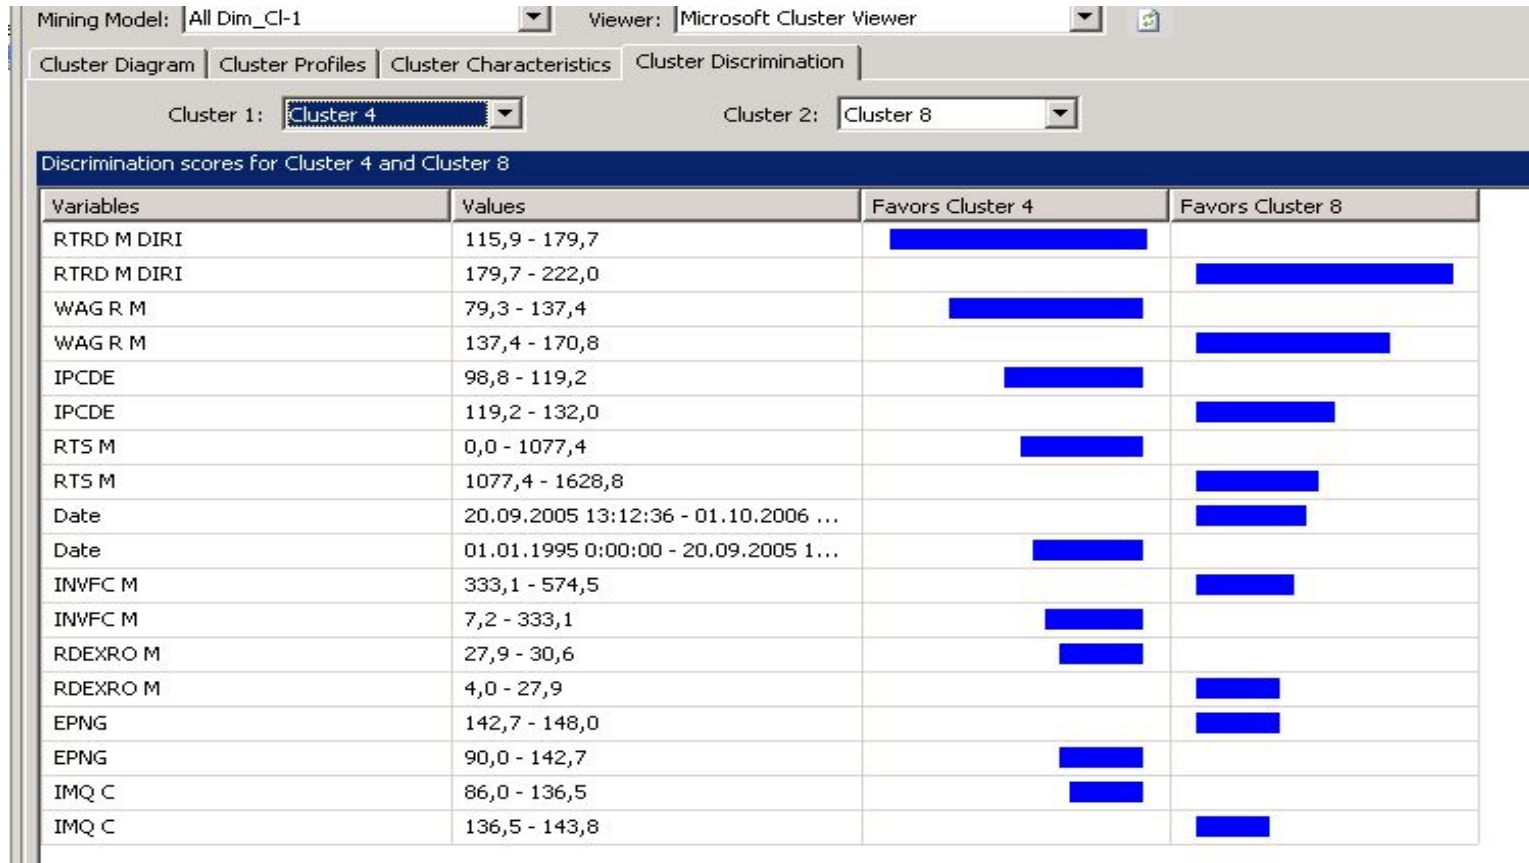 Mining Model: All Dim_Cl-1 Viewer: Microsoft Cluster Viewer
Cluster Diagram Cluster Profiles Cluster Characteristics Cluster Discrimination
Cluster 1: Cluster 4 Cluster 2: Cluster 8
Discrimination scores for Cluster 4 and Cluster 8
Variables Values Favors Cluster 4 Favors Cluster 8
RTRD M DIRI 115,9 - 179,7
RTRD M DIRI 179,7 - 222,0
WAG R M 79,3 - 137,4
WAG R M 137,4 - 170,8
IPCDE 98,8 - 119,2
IPCDE 119,2 - 132,0
RTS M 0,0 - 1077,4
RTS M 1077,4 - 1628,8
Date 20.09.2005 13:12:36 - 01.10.2006 ...
Date 01.01.1995 0:00:00 - 20.09.2005 1...
INVFC M 333,1 - 574,5
INVFC M 7,2 - 333,1
RDEXRO M 27,9 - 30,6
RDEXRO M 4,0 - 27,9
EPNG 142,7 - 148,0
EPNG 90,0 - 142,7
IMQ C 86,0 - 136,5
IMQ C 136,5 - 143,8